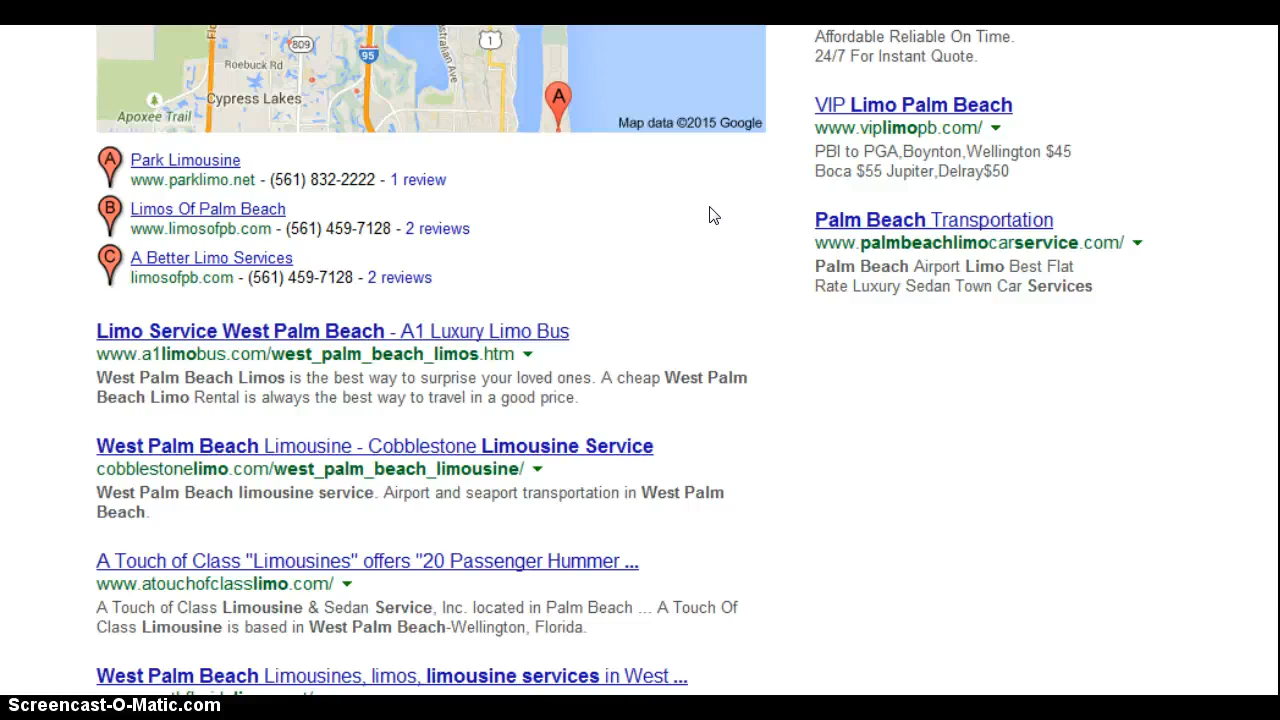 809
95
1
Roebuck Rd
Cypress Lakes
Apoxee Trail
A
Map data ©2015 Google
A Park Limousine
www.parklimo.net - (561) 832-2222 - 1 review
B Limos Of Palm Beach
www.limosofpb.com - (561) 459-7128 - 2 reviews
C A Better Limo Services
limosofpb.com - (561) 459-7128 - 2 reviews
Limo Service West Palm Beach - A1 Luxury Limo Bus
www.a1limobus.com/west_palm_beach_limos.htm
West Palm Beach Limos is the best way to surprise your loved ones. A cheap West Palm
Beach Limo Rental is always the best way to travel in a good price.
West Palm Beach Limousine - Cobblestone Limousine Service
cobblestonelimo.com/west_palm_beach_limousine/
West Palm Beach limousine service. Airport and seaport transportation in West Palm
Beach.
A Touch of Class "Limousines" offers "20 Passenger Hummer ...
www.atouchofclasslimo.com/
A Touch of Class Limousine & Sedan Service, Inc. located in Palm Beach ... A Touch Of
Class Limousine is based in West Palm Beach-Wellington, Florida.
West Palm Beach Limousines, limos, limousine services in West ...
Affordable Reliable On Time.
24/7 For Instant Quote.
VIP Limo Palm Beach
www.viplimopb.com/
PBI to PGA,Boynton,Wellington $45
Boca $55 Jupiter,Delray$50
Palm Beach Transportation
www.palmbeachlimocarservice.com/
Palm Beach Airport Limo Best Flat
Rate Luxury Sedan Town Car Services
Screencast-O-Matic.com